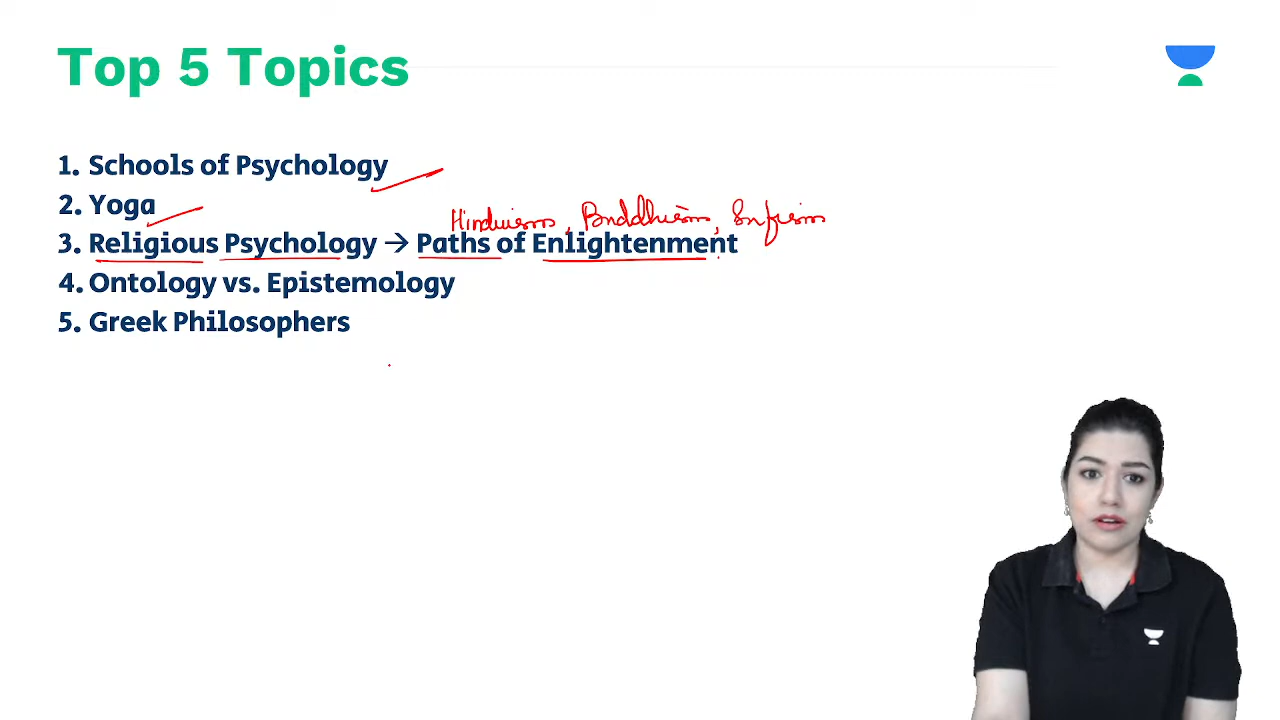 Top 5 Topics
1. Schools of Psychology
2. Yoga
Hinduism, Buddhism, Sufism
3. Religious Psychology → Paths of Enlightenment
4. Ontology vs. Epistemology
5. Greek Philosophers